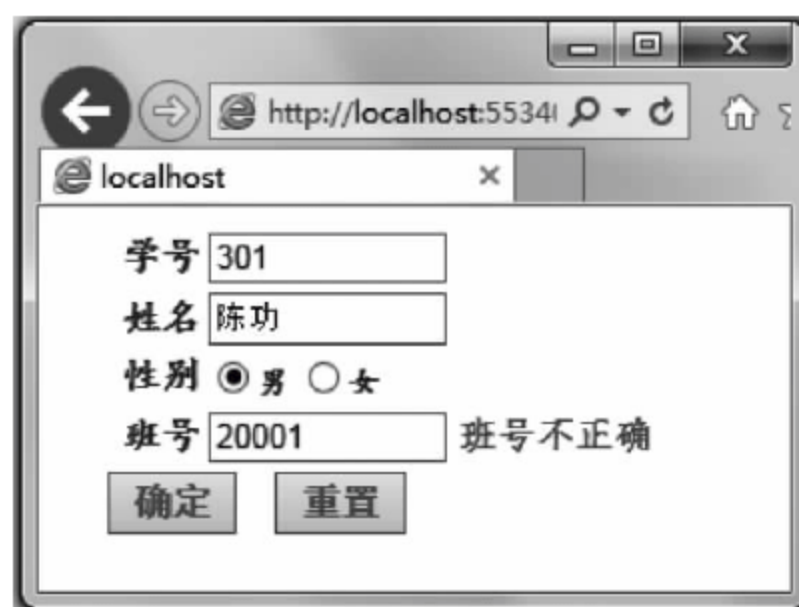 http://localhost:5534
localhost
学号 301
姓名 陈功
性别 男 女
班号 20001 班号不正确
确定 重置